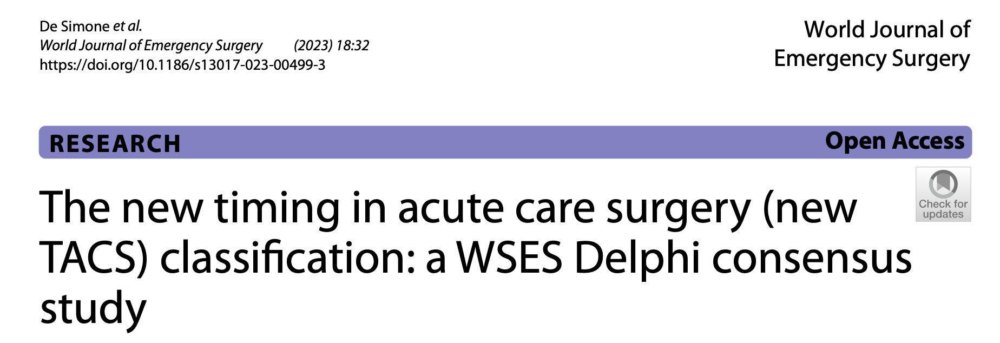 De Simone et al.
World Journal of Emergency Surgery (2023) 18:32
https://doi.org/10.1186/s13017-023-00499-3
World Journal of
Emergency Surgery
RESEARCH
Open Access
The new timing in acute care surgery (new
TACS) classification: a WSES Delphi consensus
study
Check for
updates